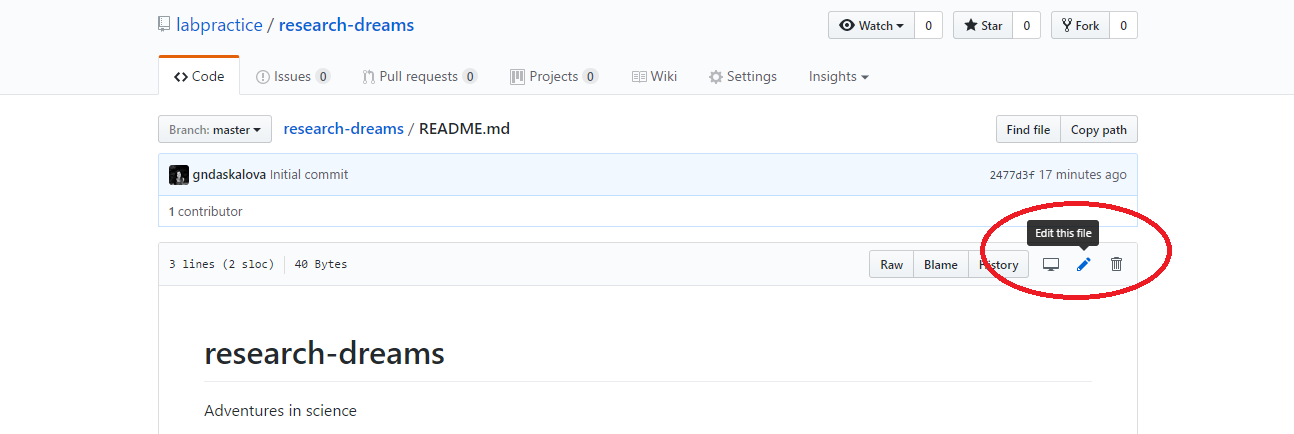 labpractice / research-dreams Watch 0 Star 0 Fork 0
Code Issues 0 Pull requests 0 Projects 0 Wiki Settings Insights
Branch: master research-dreams / README.md Find file Copy path
gndaskalova Initial commit 2477d3f 17 minutes ago
1 contributor
Edit this file
3 lines (2 sloc) 40 Bytes Raw Blame History
research-dreams
Adventures in science